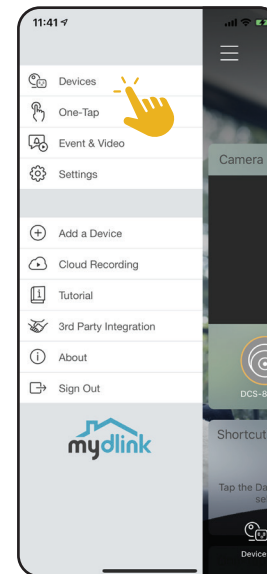 11:41
Devices
One-Tap
Event & Video
Settings
Add a Device
Cloud Recording
Tutorial
3rd Party Integration
About
Sign Out
mydlink
Camera
DCS-8
Shortcut
Tap the Da
se
Device